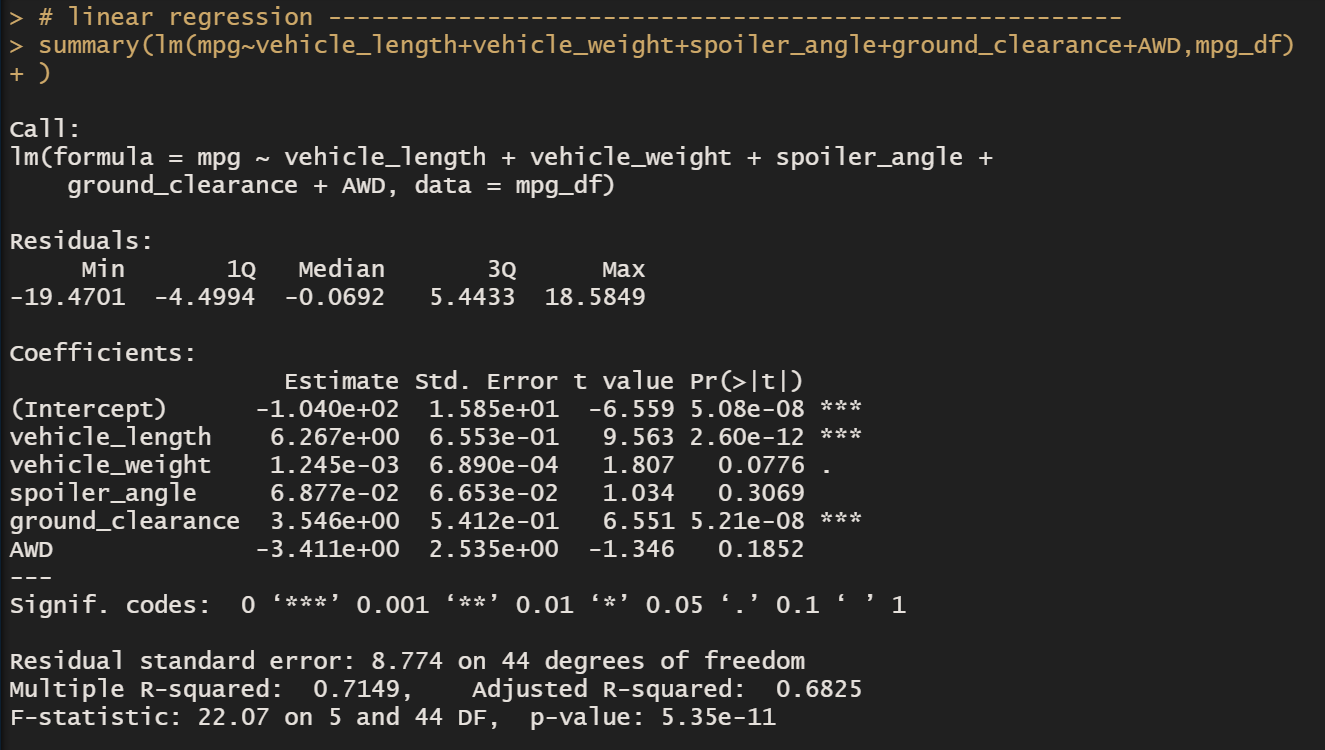 > # linear regression -------------------------------------------------------
> summary(lm(mpg~vehicle_length+vehicle_weight+spoiler_angle+ground_clearance+AWD,mpg_df)
+ )
Call:
lm(formula = mpg ~ vehicle_length + vehicle_weight + spoiler_angle +
    ground_clearance + AWD, data = mpg_df)
Residuals:
     Min       1Q   Median       3Q      Max
-19.4701  -4.4994  -0.0692   5.4433  18.5849
Coefficients:
                   Estimate Std. Error t value Pr(>|t|)
(Intercept)      -1.040e+02  1.585e+01  -6.559 5.08e-08 ***
vehicle_length    6.267e+00  6.553e-01   9.563 2.60e-12 ***
vehicle_weight    1.245e-03  6.890e-04   1.807   0.0776 .
spoiler_angle     6.877e-02  6.653e-02   1.034   0.3069
ground_clearance  3.546e+00  5.412e-01   6.551 5.21e-08 ***
AWD              -3.411e+00  2.535e+00  -1.346   0.1852
---
Signif. codes:  0 ‘***’ 0.001 ‘**’ 0.01 ‘*’ 0.05 ‘.’ 0.1 ‘ ’ 1
Residual standard error: 8.774 on 44 degrees of freedom
Multiple R-squared:  0.7149,    Adjusted R-squared:  0.6825
F-statistic: 22.07 on 5 and 44 DF,  p-value: 5.35e-11